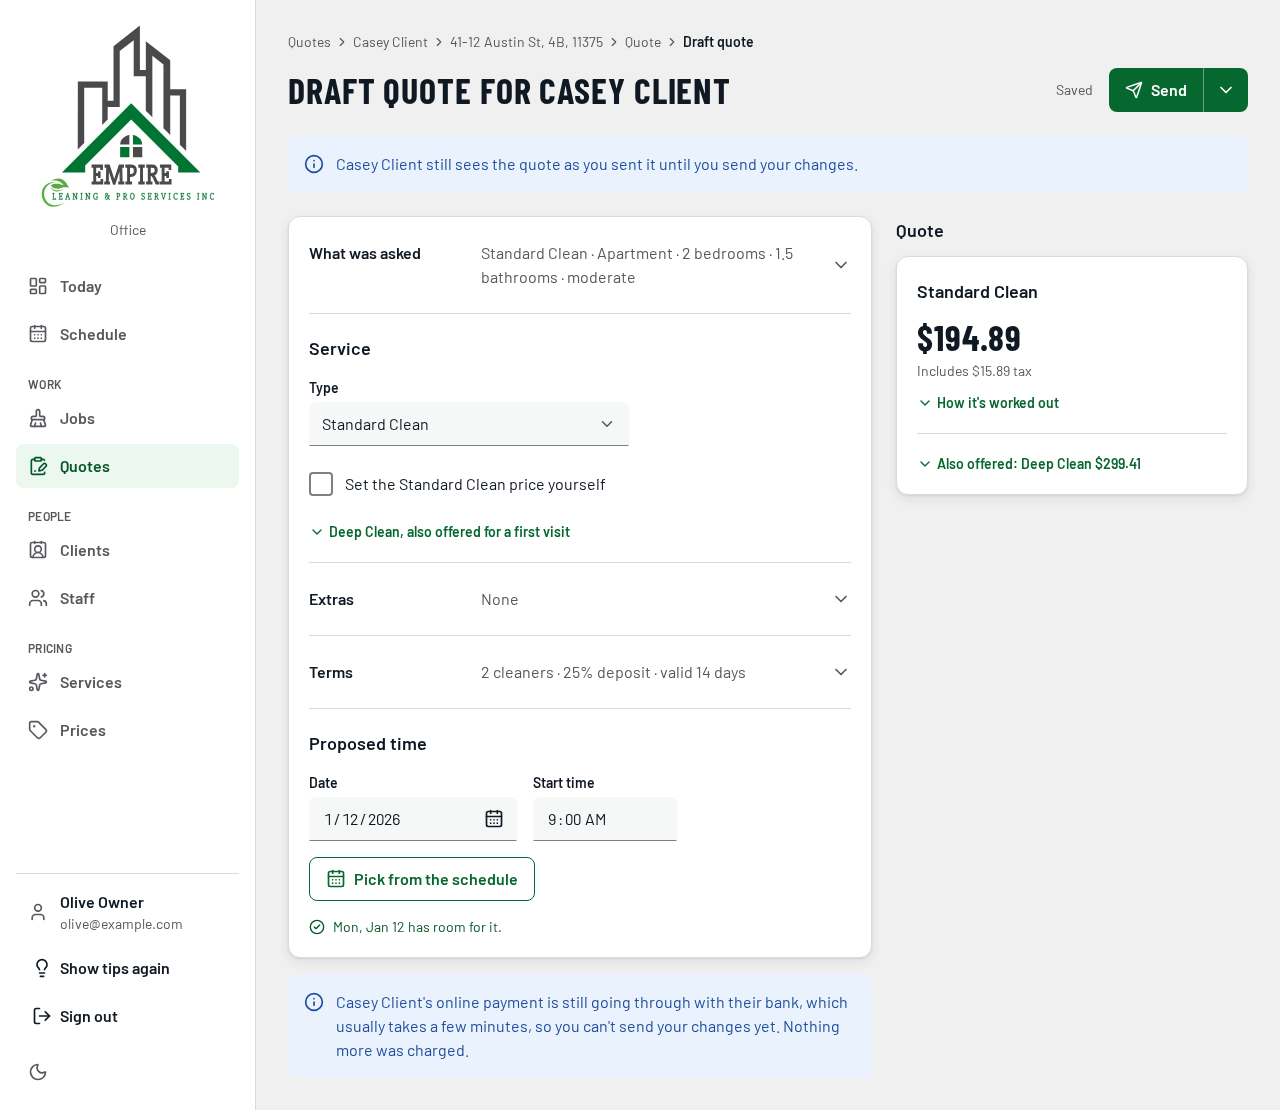 EMPIRE
LEANING & PRO SERVICES INC
Office
Today
Schedule
WORK
Jobs
Quotes
PEOPLE
Clients
Staff
PRICING
Services
Prices
Olive Owner
olive@example.com
Show tips again
Sign out
Quotes > Casey Client > 41-12 Austin St, 4B, 11375 > Quote > Draft quote
DRAFT QUOTE FOR CASEY CLIENT
Saved
Send
Casey Client still sees the quote as you sent it until you send your changes.
What was asked
Standard Clean · Apartment · 2 bedrooms · 1.5
bathrooms · moderate
Service
Type
Standard Clean
Set the Standard Clean price yourself
Deep Clean, also offered for a first visit
Extras
None
Terms
2 cleaners · 25% deposit · valid 14 days
Proposed time
Date
Start time
1/12/2026
9:00 AM
Pick from the schedule
Mon, Jan 12 has room for it.
Casey Client's online payment is still going through with their bank, which
usually takes a few minutes, so you can't send your changes yet. Nothing
more was charged.
Quote
Standard Clean
$194.89
Includes $15.89 tax
How it's worked out
Also offered: Deep Clean $299.41